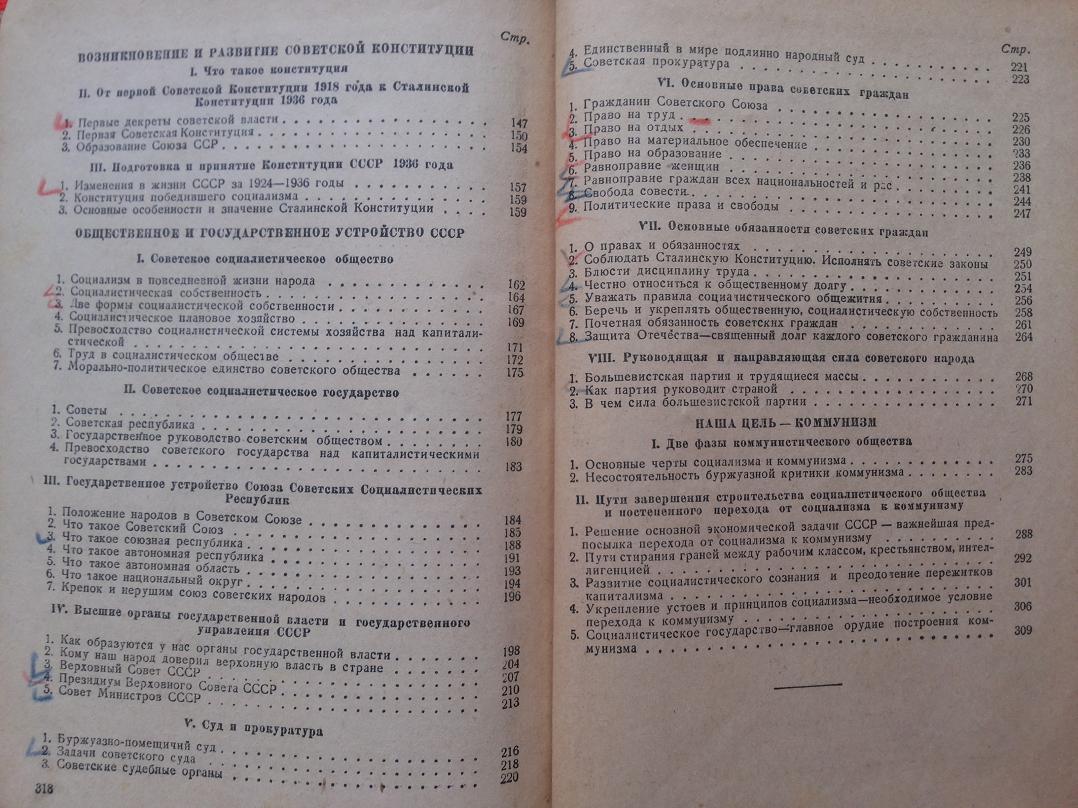 Стр.
ВОЗНИКНОВЕНИЕ И РАЗВИТИЕ СОВЕТСКОЙ КОНСТИТУЦИИ
I. Что такое конституция
II. От первой Советской Конституции 1918 года к Сталинской
Конституции 1936 года
1. Первые декреты советской власти . . . 147
2. Первая Советская Конституция . . . 150
3. Образование Союза ССР . . . 154
III. Подготовка и принятие Конституции СССР 1936 года
1. Изменения в жизни СССР за 1924—1936 годы . . . 157
2. Конституция победившего социализма . . . 159
3. Основные особенности и значение Сталинской Конституции . . . 159
ОБЩЕСТВЕННОЕ И ГОСУДАРСТВЕННОЕ УСТРОЙСТВО СССР
I. Советское социалистическое общество
1. Социализм в повседневной жизни народа . . . 162
2. Социалистическая собственность . . . 164
3. Две формы социалистической собственности . . . 167
4. Социалистическое плановое хозяйство . . . 169
5. Превосходство социалистической системы хозяйства над капитали-
стической . . . 171
6. Труд в социалистическом обществе . . . 172
7. Морально-политическое единство советского общества . . . 175
II. Советское социалистическое государство
1. Советы . . . 177
2. Советская республика . . . 179
3. Государственное руководство советским обществом . . . 180
4. Превосходство советского государства над капиталистическими
государствами . . . 183
III. Государственное устройство Союза Советских Социалистических
Республик
1. Положение народов в Советском Союзе . . . 184
2. Что такое Советский Союз . . . 185
3. Что такое союзная республика . . . 188
4. Что такое автономная республика . . . 191
5. Что такое автономная область . . . 193
6. Что такое национальный округ . . . 194
7. Крепок и нерушим союз советских народов . . . 196
IV. Высшие органы государственной власти и государственного
управления СССР
1. Как образуются у нас органы государственной власти . . . 198
2. Кому наш народ доверил верховную власть в стране . . . 204
3. Верховный Совет СССР . . . 207
4. Президиум Верховного Совета СССР . . . 210
5. Совет Министров СССР . . . 213
V. Суд и прокуратура
1. Буржуазно-помещичий суд . . . 216
2. Задачи советского суда . . . 218
3. Советские судебные органы . . . 220
318
Стр.
4. Единственный в мире подлинно народный суд . . . 221
5. Советская прокуратура . . . 223
VI. Основные права советских граждан
1. Гражданин Советского Союза . . . 225
2. Право на труд . . . 226
3. Право на отдых . . . 230
4. Право на материальное обеспечение . . . 233
5. Право на образование . . . 236
6. Равноправие женщин . . . 238
7. Равноправие граждан всех национальностей и рас . . . 241
8. Свобода совести . . . 244
9. Политические права и свободы . . . 247
VII. Основные обязанности советских граждан
1. О правах и обязанностях . . . 249
2. Соблюдать Сталинскую Конституцию. Исполнять советские законы 250
3. Блюсти дисциплину труда . . . 251
4. Честно относиться к общественному долгу . . . 254
5. Уважать правила социалистического общежития . . . 256
6. Беречь и укреплять общественную, социалистическую собственность 258
7. Почетная обязанность советских граждан . . . 261
8. Защита Отечества—священный долг каждого советского гражданина 264
VIII. Руководящая и направляющая сила советского народа
1. Большевистская партия и трудящиеся массы . . . 268
2. Как партия руководит страной . . . 270
3. В чем сила большевистской партии . . . 271
НАША ЦЕЛЬ — КОММУНИЗМ
I. Две фазы коммунистического общества
1. Основные черты социализма и коммунизма . . . 275
2. Несостоятельность буржуазной критики коммунизма . . . 283
II. Пути завершения строительства социалистического общества
и постепенного перехода от социализма к коммунизму
1. Решение основной экономической задачи СССР — важнейшая пред-
посылка перехода от социализма к коммунизму . . . 288
2. Пути стирания граней между рабочим классом, крестьянством, интел-
лигенцией . . . 292
3. Развитие социалистического сознания и преодоление пережитков
капитализма . . . 301
4. Укрепление устоев и принципов социализма—необходимое условие
перехода к коммунизму . . . 306
5. Социалистическое государство—главное орудие построения ком-
мунизма . . . 309